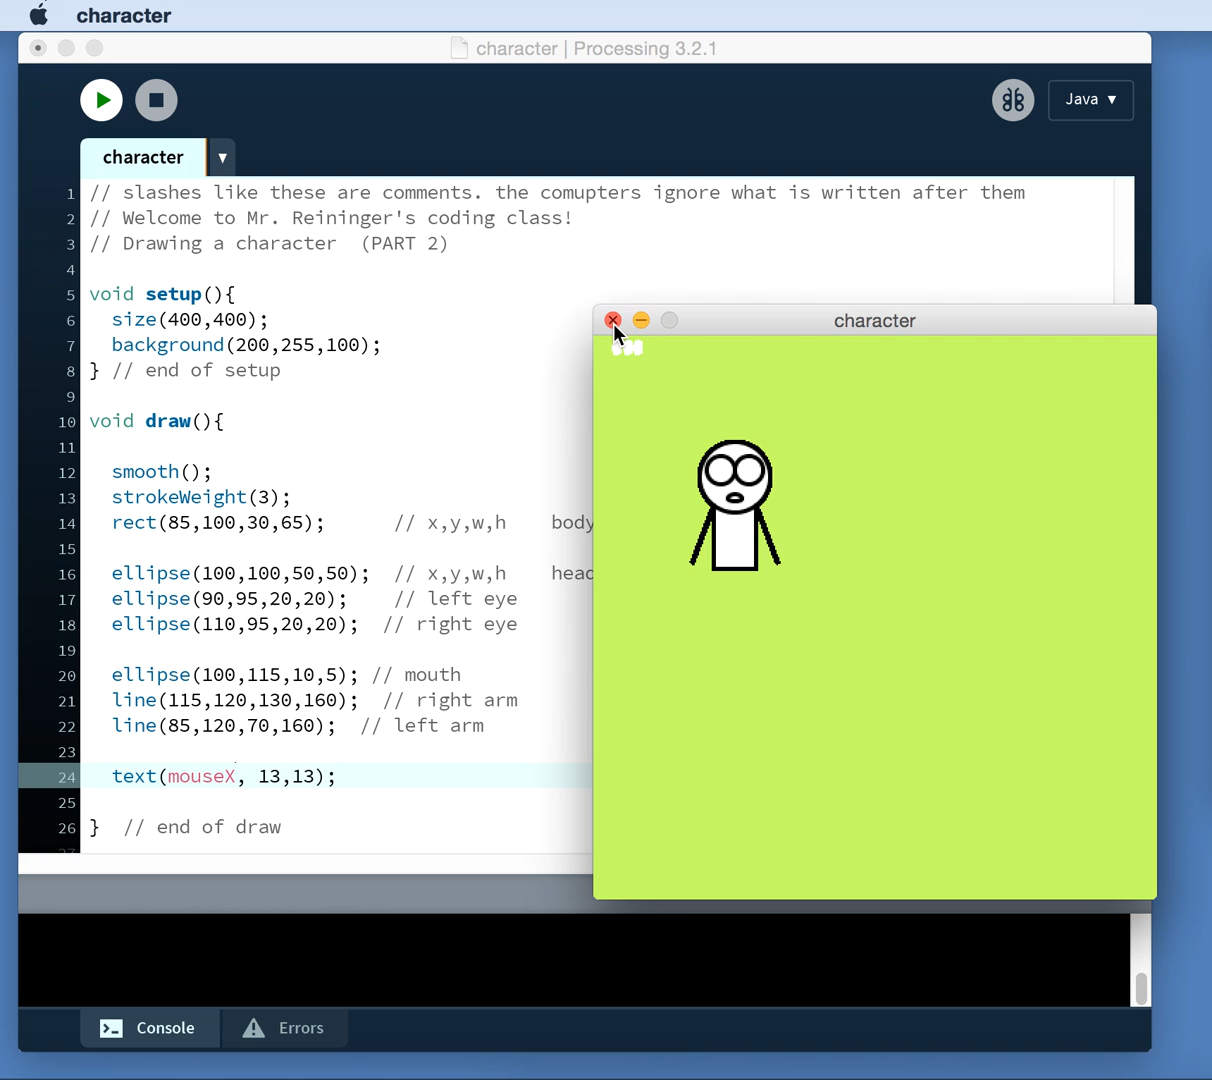 character
character | Processing 3.2.1
Java ▾
character ▾
1 // slashes like these are comments. the comupters ignore what is written after them
2 // Welcome to Mr. Reininger's coding class!
3 // Drawing a character  (PART 2)
4
5 void setup(){
6   size(400,400);
7   background(200,255,100);
8 } // end of setup
9
10 void draw(){
11
12   smooth();
13   strokeWeight(3);
14   rect(85,100,30,65);      // x,y,w,h    body
15
16   ellipse(100,100,50,50);  // x,y,w,h    head
17   ellipse(90,95,20,20);    // left eye
18   ellipse(110,95,20,20);  // right eye
19
20   ellipse(100,115,10,5); // mouth
21   line(115,120,130,160);  // right arm
22   line(85,120,70,160);  // left arm
23
24   text(mouseX, 13,13);
25
26 }  // end of draw
character
Console
Errors